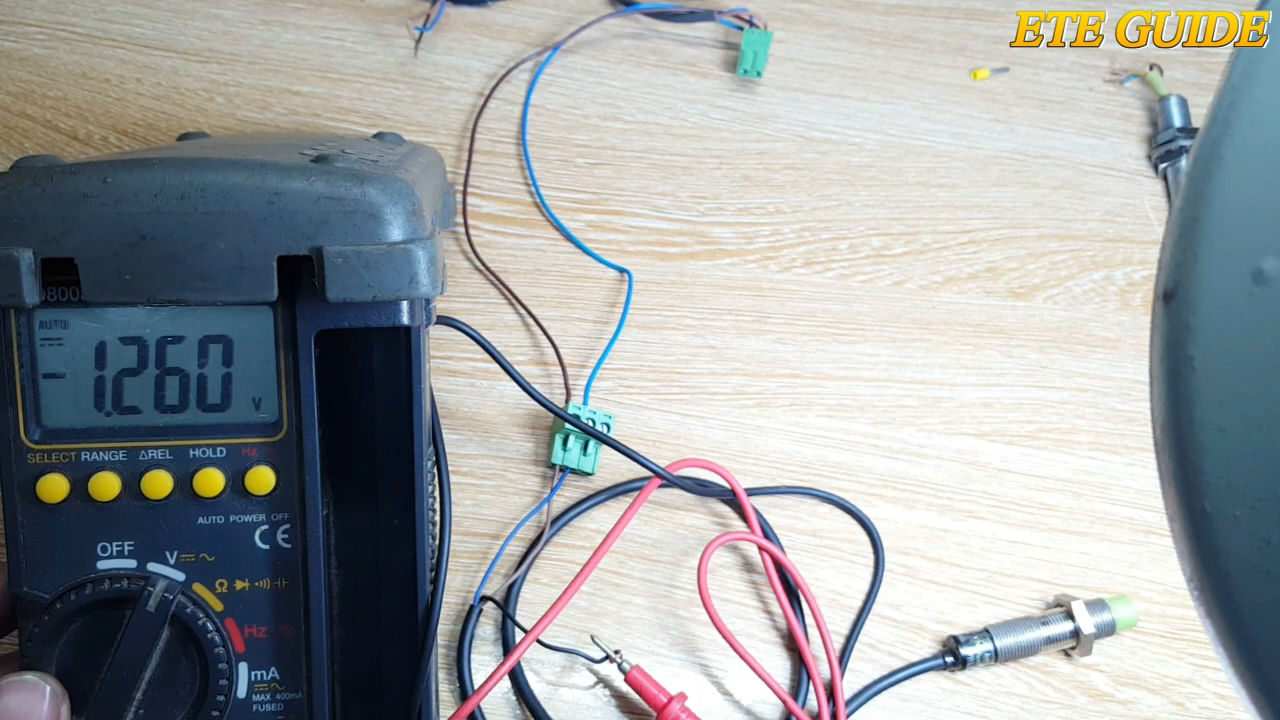 ETE GUIDE
D800
AUTO
-1.260 V
SELECT RANGE ΔREL HOLD Hz
AUTO POWER OFF
CE
OFF
V
Ω
Hz %
mA
MAX 400mA
FUSED